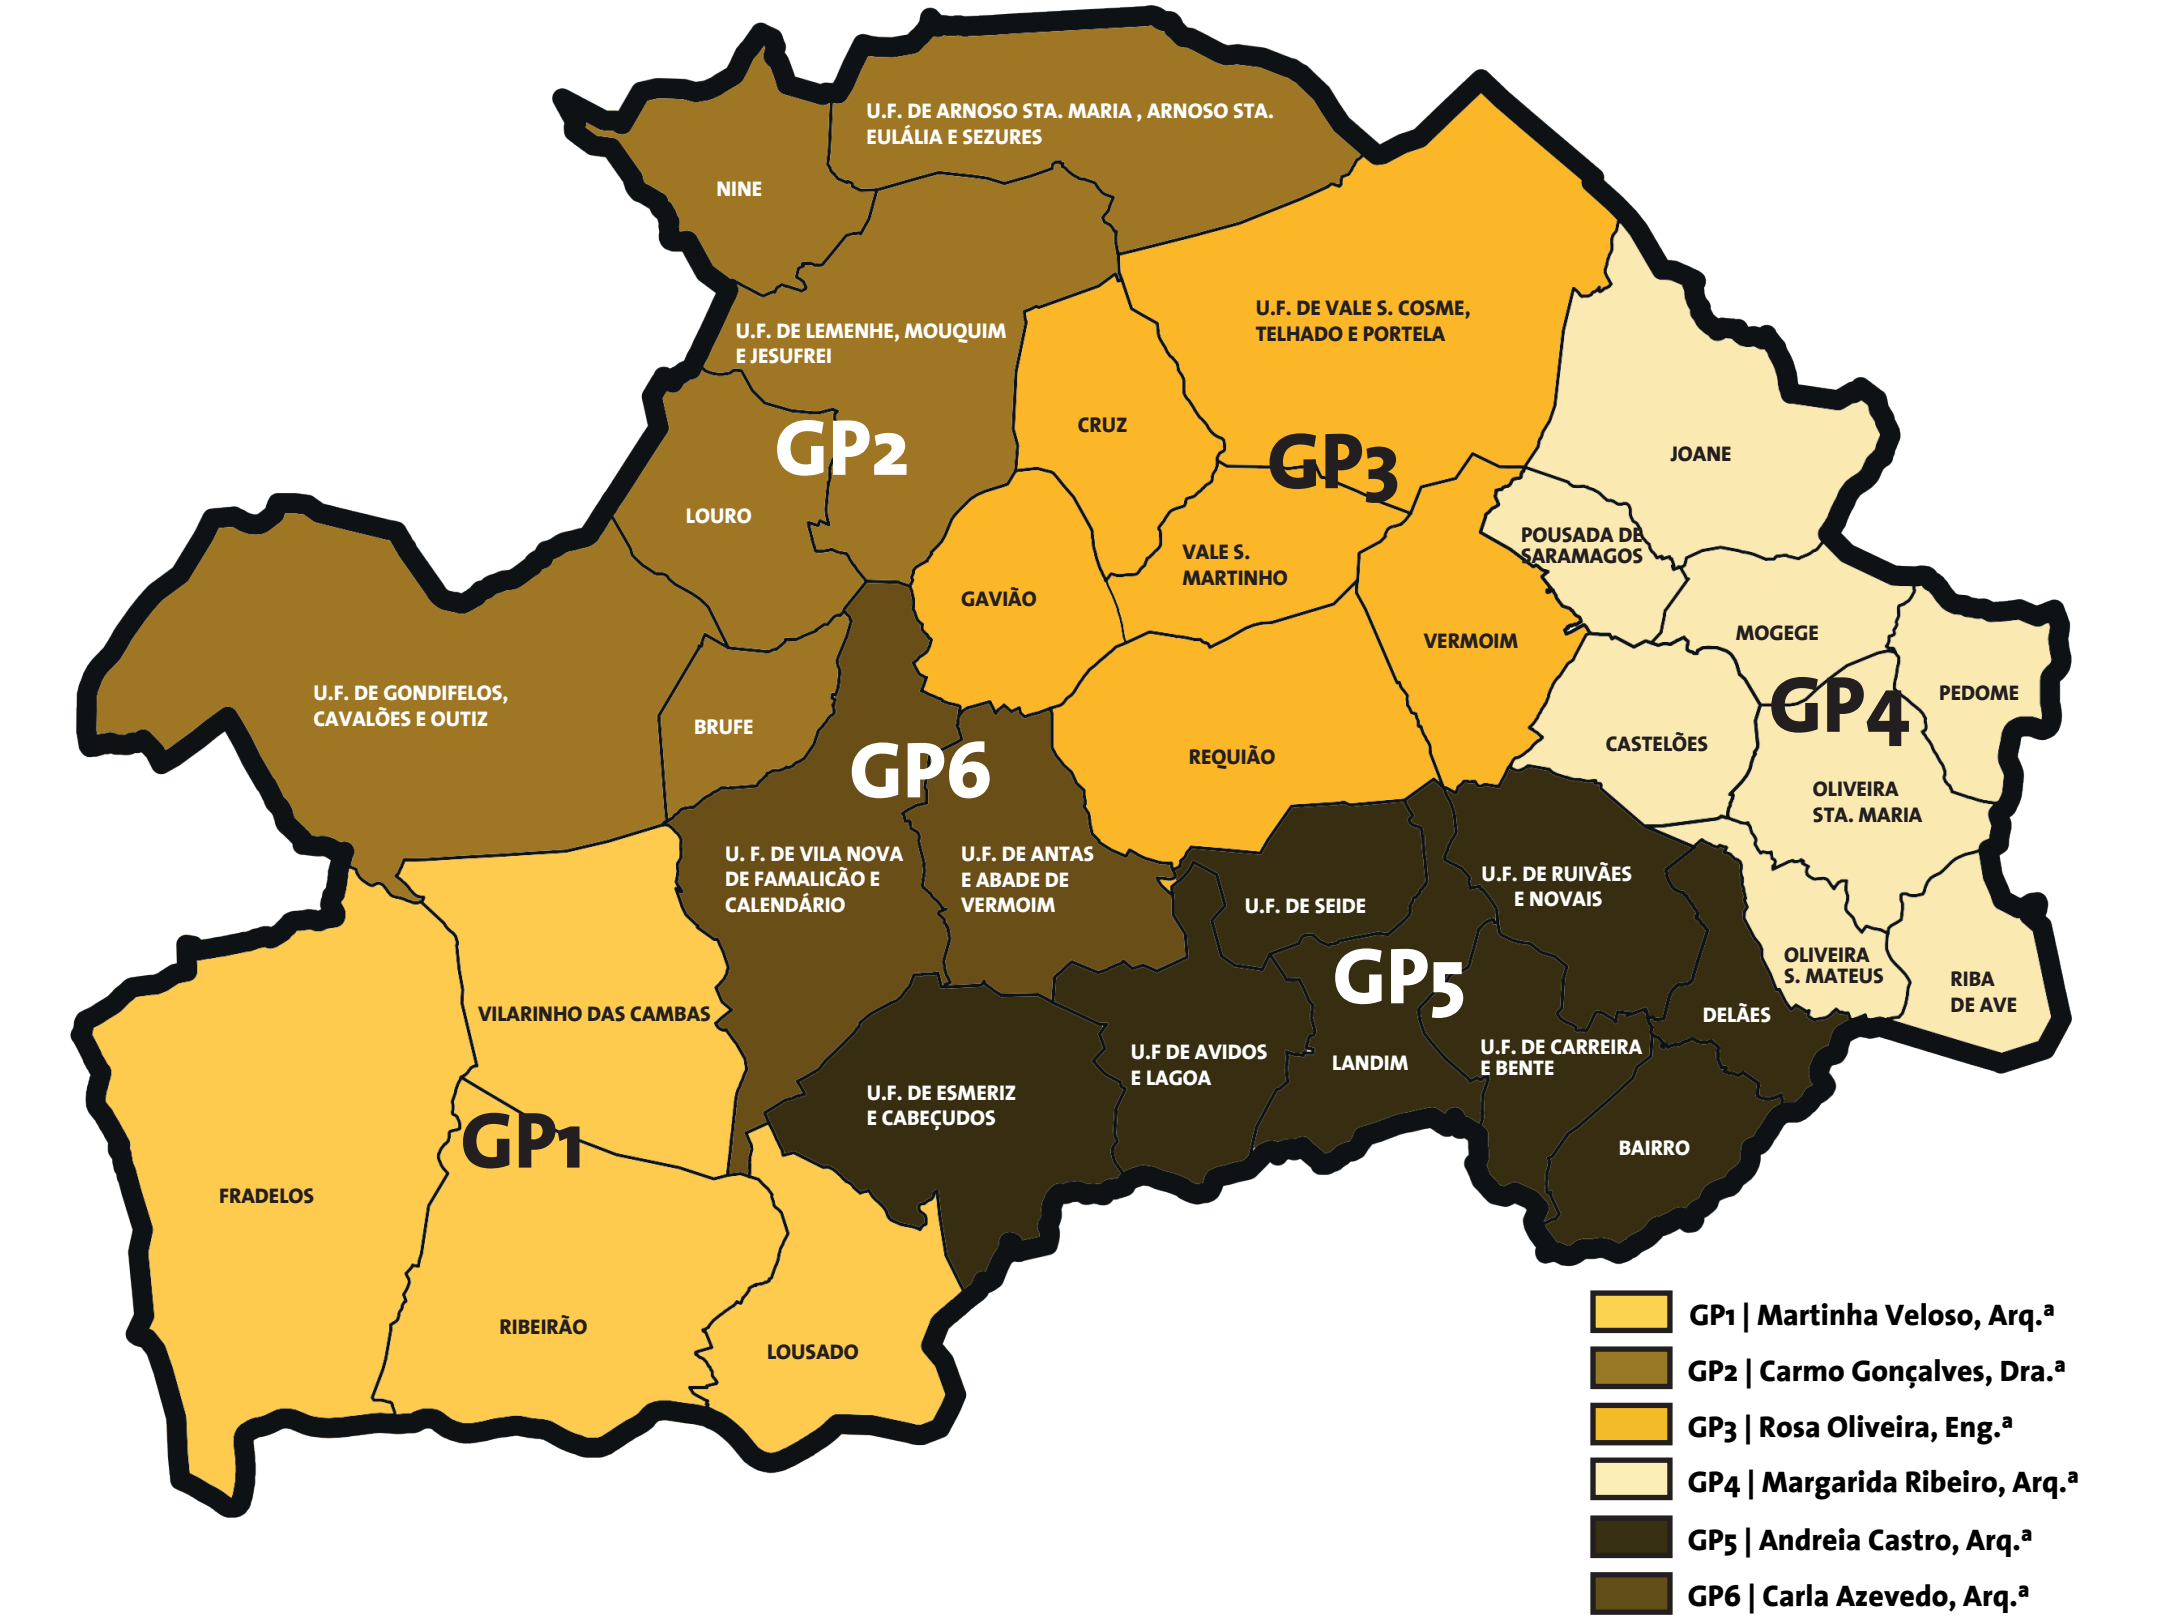 U.F. DE ARNOSO STA. MARIA , ARNOSO STA.
EULÁLIA E SEZURES
NINE
U.F. DE LEMENHE, MOUQUIM
E JESUFREI
U.F. DE VALE S. COSME,
TELHADO E PORTELA
CRUZ
GP2
GP3
JOANE
LOURO
POUSADA DE
SARAMAGOS
VALE S.
MARTINHO
GAVIÃO
VERMOIM
MOGEGE
U.F. DE GONDIFELOS,
CAVALÕES E OUTIZ
PEDOME
GP4
BRUFE
CASTELÕES
REQUIÃO
GP6
OLIVEIRA
STA. MARIA
U. F. DE VILA NOVA
DE FAMALICÃO E
CALENDÁRIO
U.F. DE ANTAS
E ABADE DE
VERMOIM
U.F. DE SEIDE
U.F. DE RUIVÃES
E NOVAIS
OLIVEIRA
S. MATEUS
RIBA
DE AVE
GP5
VILARINHO DAS CAMBAS
DELÃES
U.F DE AVIDOS
E LAGOA
LANDIM
U.F. DE CARREIRA
E BENTE
U.F. DE ESMERIZ
E CABEÇUDOS
GP1
BAIRRO
FRADELOS
RIBEIRÃO
LOUSADO
GP1 | Martinha Veloso, Arq.ª
GP2 | Carmo Gonçalves, Dra.ª
GP3 | Rosa Oliveira, Eng.ª
GP4 | Margarida Ribeiro, Arq.ª
GP5 | Andreia Castro, Arq.ª
GP6 | Carla Azevedo, Arq.ª